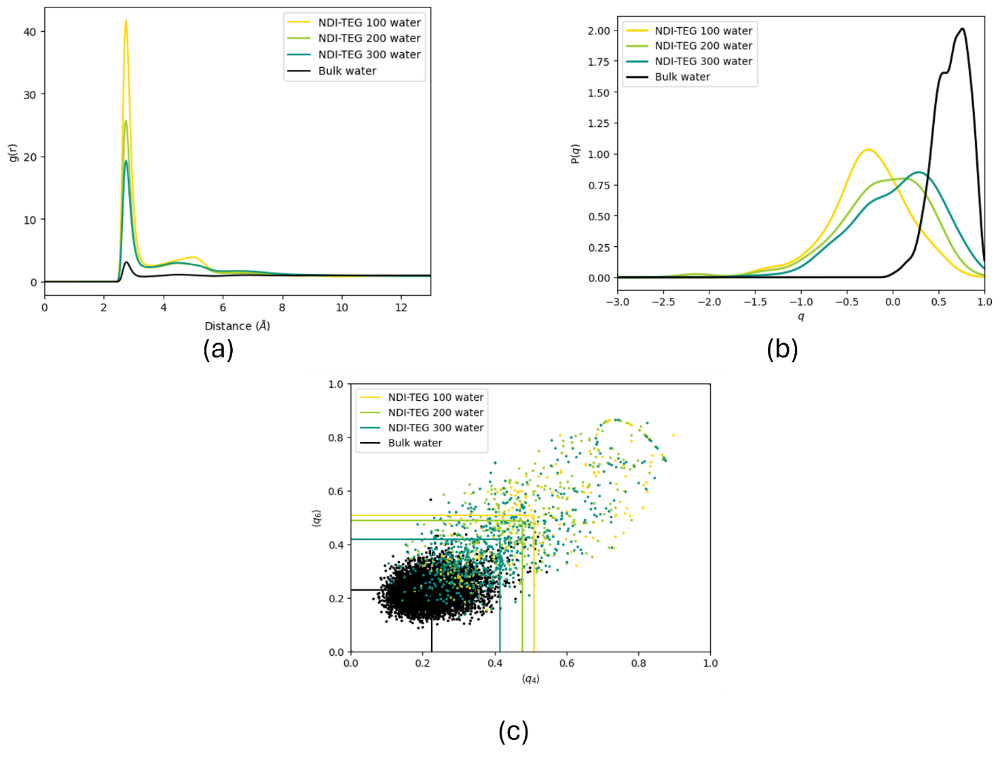 NDI-TEG 100 water
NDI-TEG 200 water
NDI-TEG 300 water
Bulk water
g(r)
40
30
20
10
0
0 2 4 6 8 10 12
Distance (Å)
(a)
NDI-TEG 100 water
NDI-TEG 200 water
NDI-TEG 300 water
Bulk water
P(q)
2.00
1.75
1.50
1.25
1.00
0.75
0.50
0.25
0.00
−3.0 −2.5 −2.0 −1.5 −1.0 −0.5 0.0 0.5 1.0
q
(b)
NDI-TEG 100 water
NDI-TEG 200 water
NDI-TEG 300 water
Bulk water
⟨q₆⟩
1.0
0.8
0.6
0.4
0.2
0.0
0.0 0.2 0.4 0.6 0.8 1.0
⟨q₄⟩
(c)